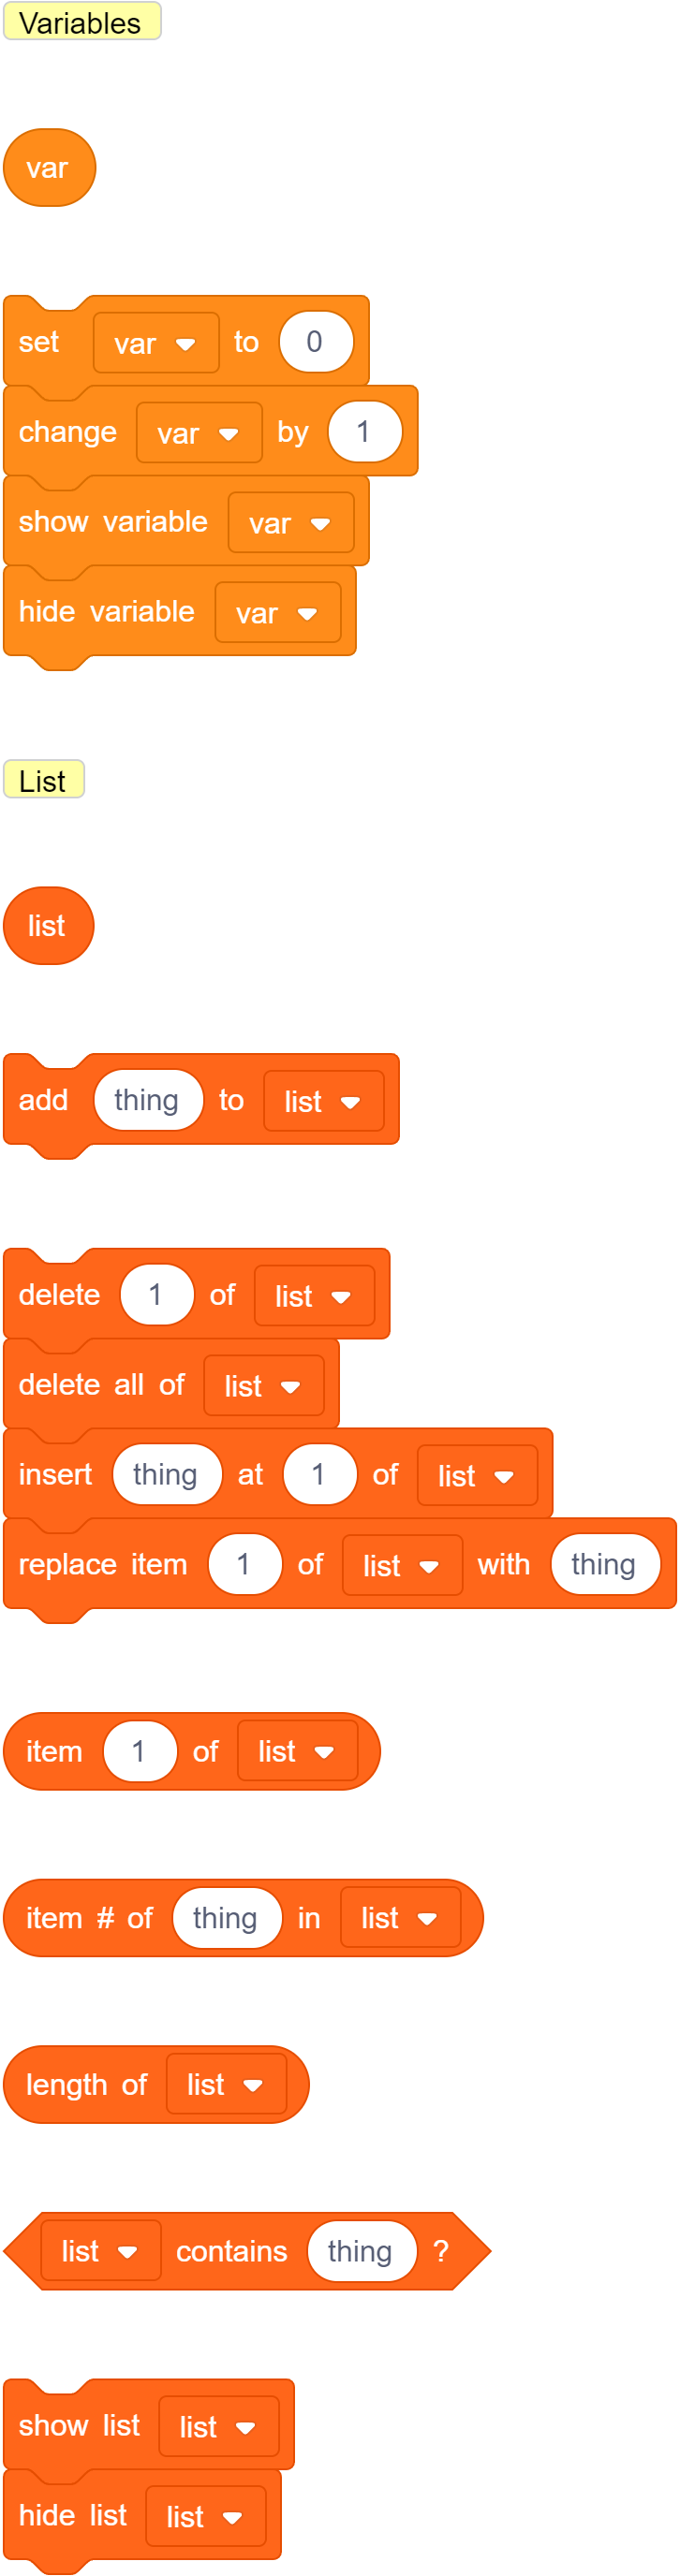 Variables
var
set var to 0
change var by 1
show variable var
hide variable var
List
list
add thing to list
delete 1 of list
delete all of list
insert thing at 1 of list
replace item 1 of list with thing
item 1 of list
item # of thing in list
length of list
list contains thing ?
show list list
hide list list